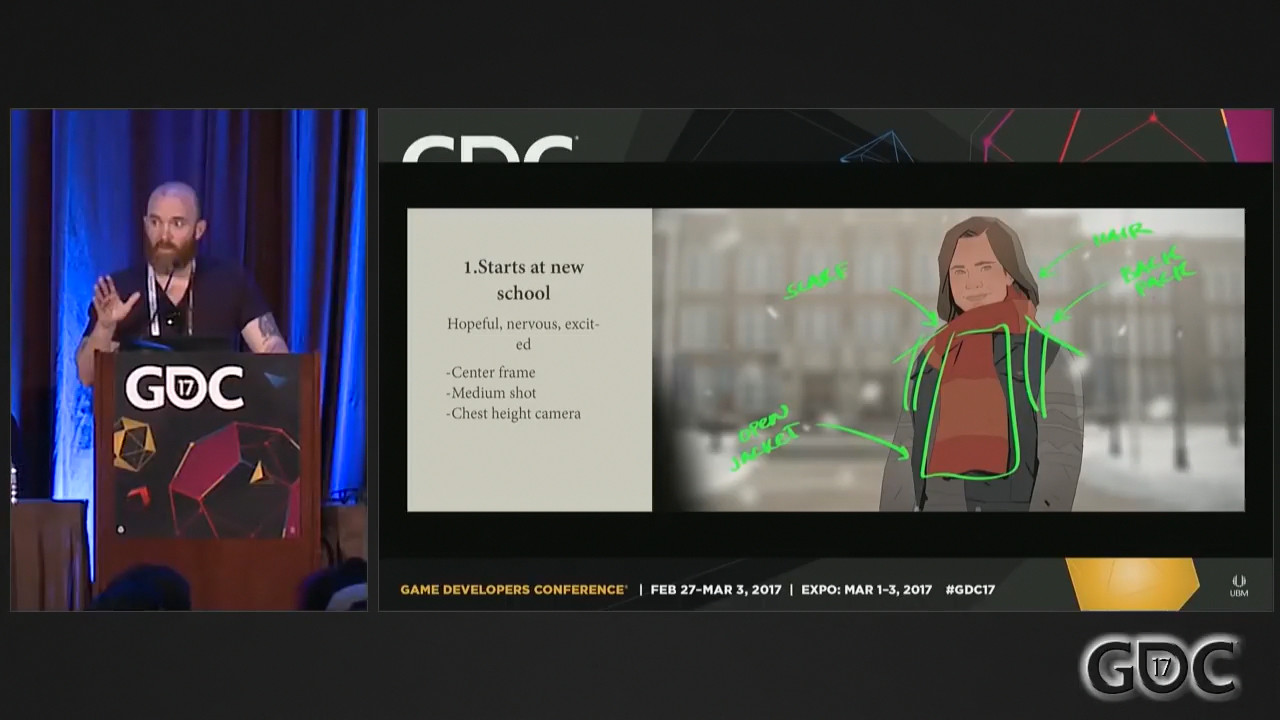 GDC
1.Starts at new
school
Hopeful, nervous, excit-
ed
-Center frame
-Medium shot
-Chest height camera
SCARF
HAIR
BACK
PACK
OPEN
JACKET
GDC 17
GAME DEVELOPERS CONFERENCE® | FEB 27–MAR 3, 2017 | EXPO: MAR 1–3, 2017 #GDC17
UBM
GDC 17